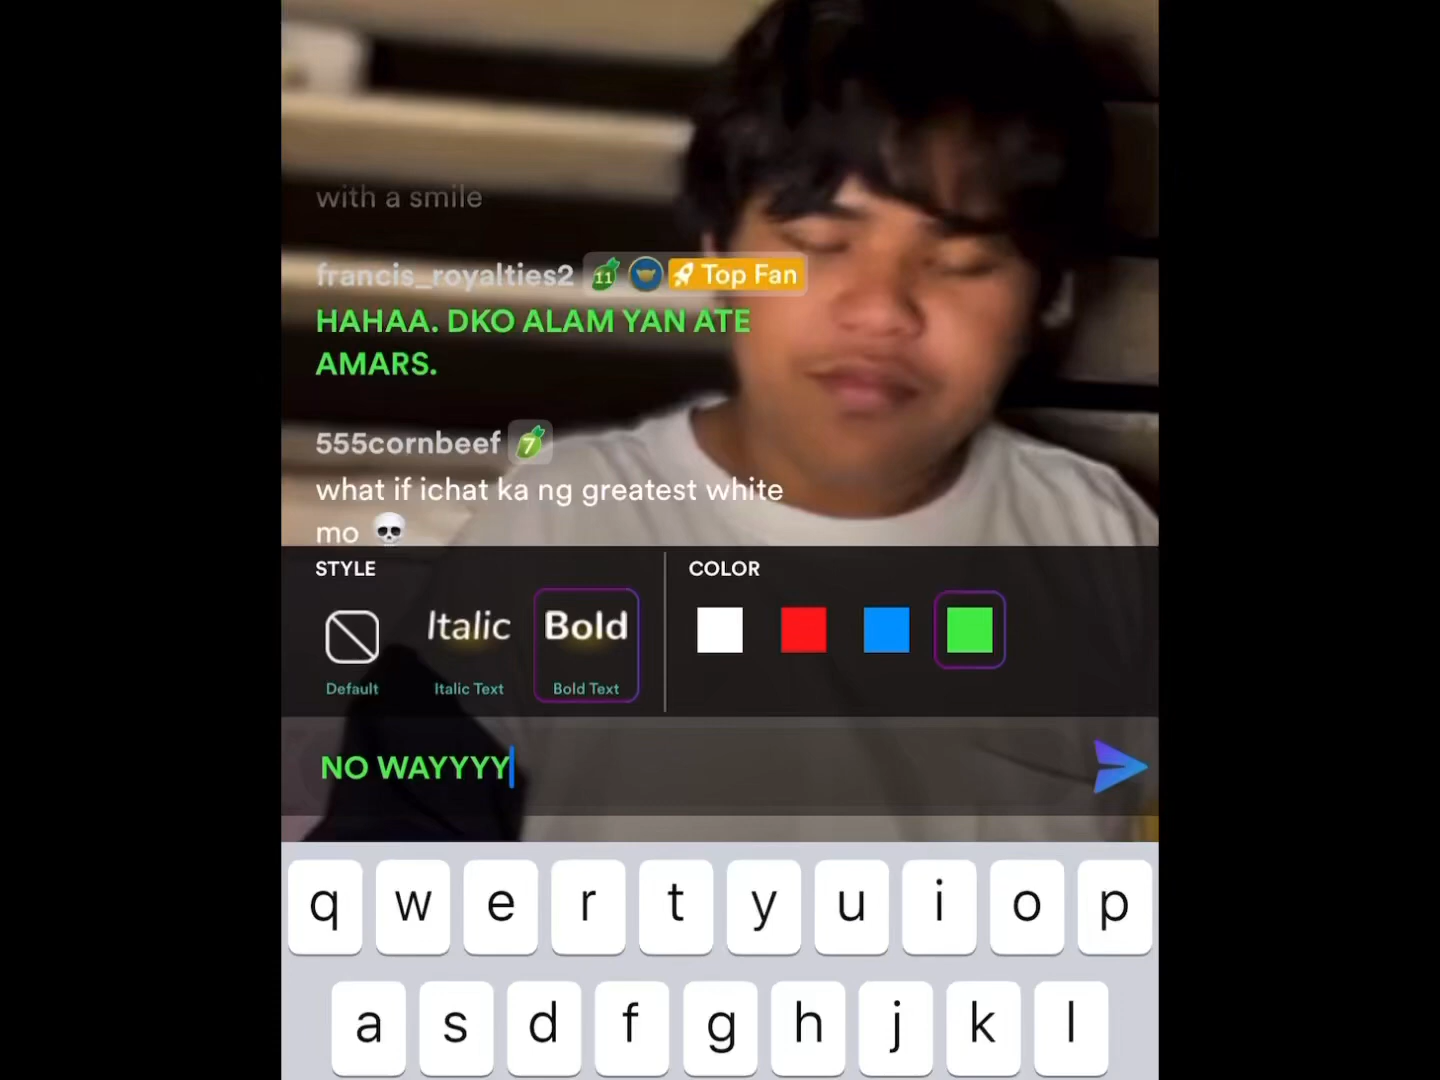 with a smile
francis_royalties2 11 Top Fan
HAHAA. DKO ALAM YAN ATE
AMARS.
555cornbeef 7
what if ichat ka ng greatest white
mo 💀
STYLE
COLOR
Italic
Bold
Default
Italic Text
Bold Text
NO WAYYYY
q w e r t y u i o p
a s d f g h j k l